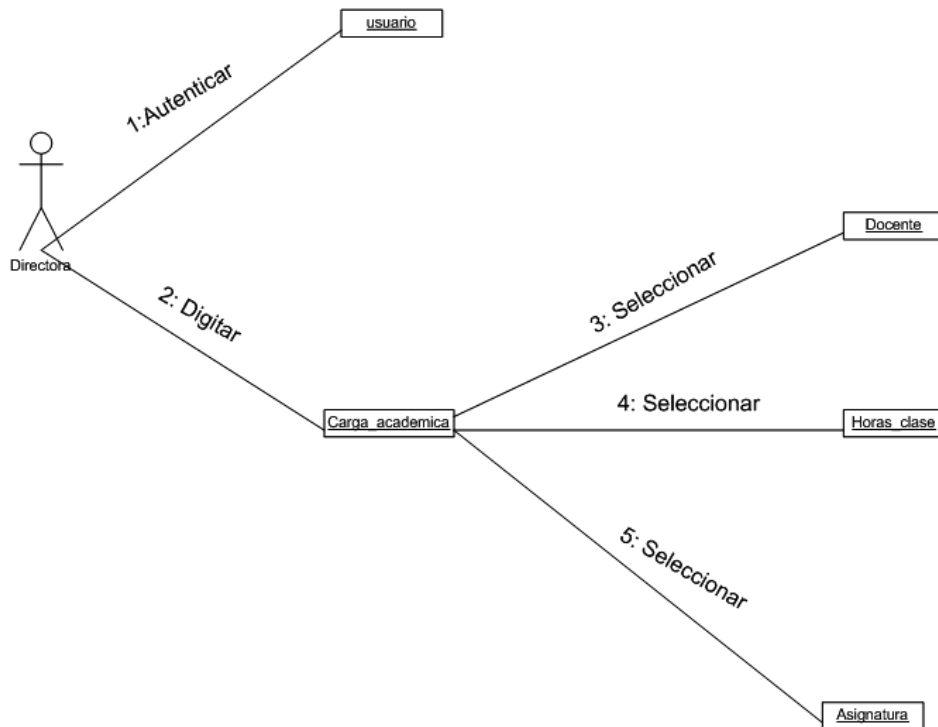 usuario
1:Autenticar
Docente
Directora
3: Seleccionar
2: Digitar
4: Seleccionar
Carga_academica
Horas_clase
5: Seleccionar
Asignatura